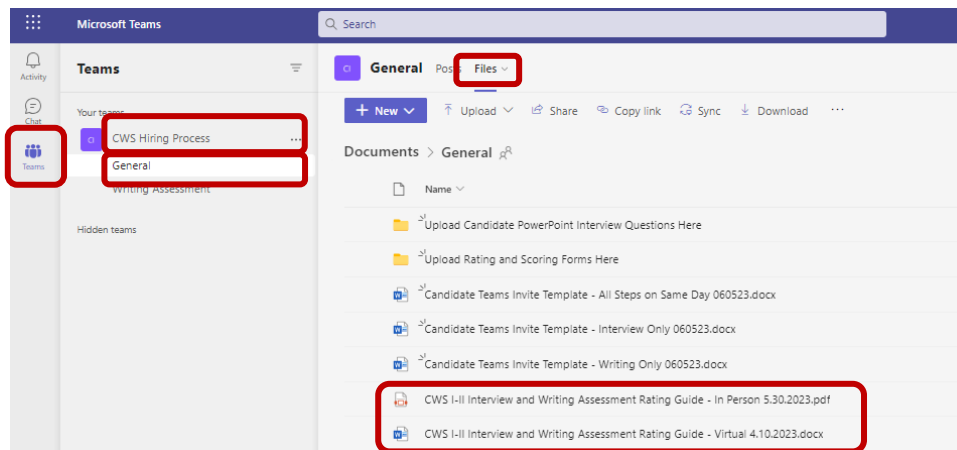 Microsoft Teams
Search
Activity
Chat
Teams
Teams
Your teams
CWS Hiring Process
General
Writing Assessment
Hidden teams
General Posts Files
New Upload Share Copy link Sync Download ...
Documents > General
Name
Upload Candidate PowerPoint Interview Questions Here
Upload Rating and Scoring Forms Here
Candidate Teams Invite Template - All Steps on Same Day 060523.docx
Candidate Teams Invite Template - Interview Only 060523.docx
Candidate Teams Invite Template - Writing Only 060523.docx
CWS I-II Interview and Writing Assessment Rating Guide - In Person 5.30.2023.pdf
CWS I-II Interview and Writing Assessment Rating Guide - Virtual 4.10.2023.docx